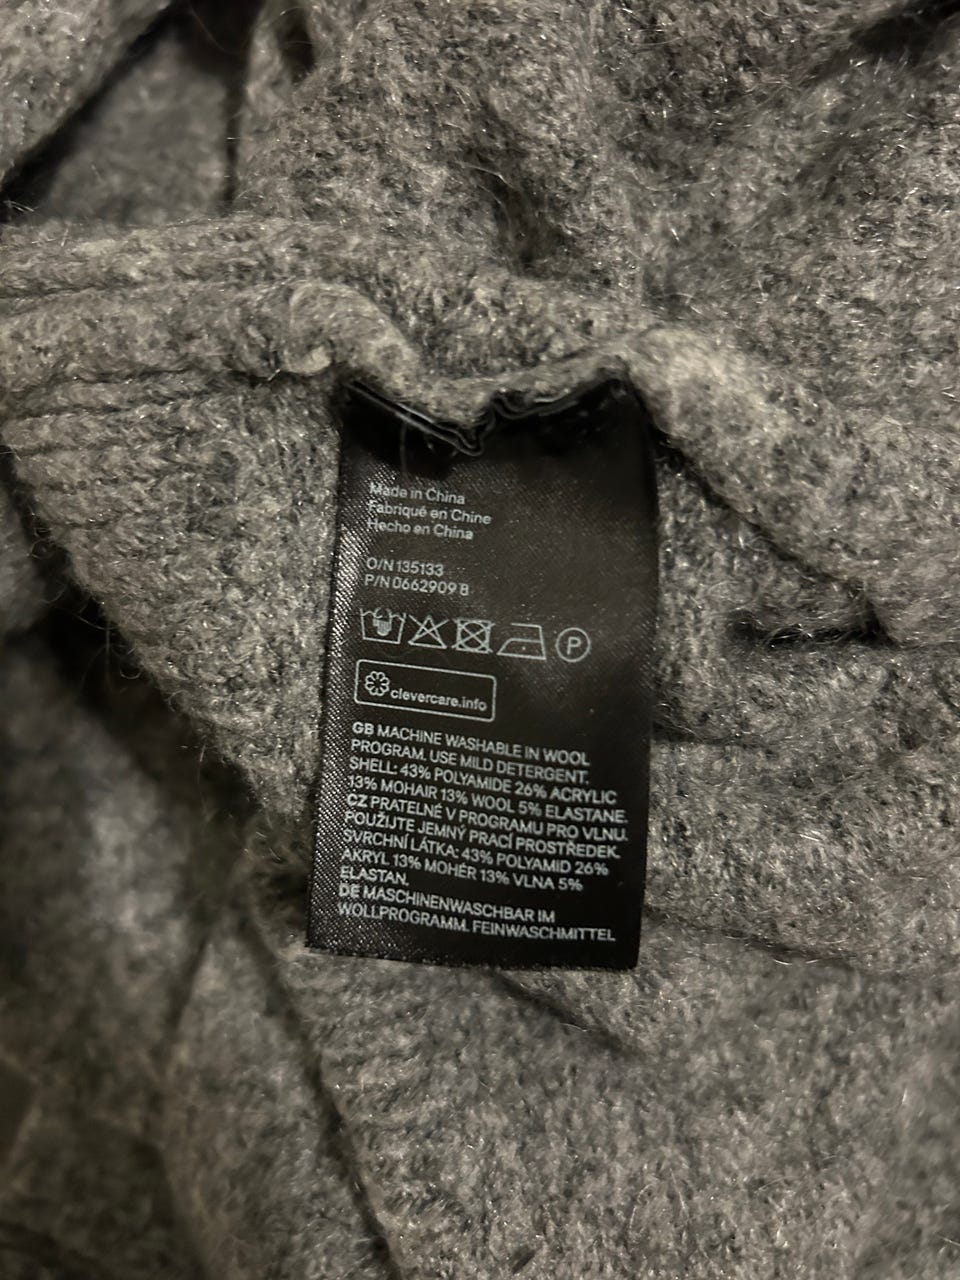 Made in China
Fabriqué en Chine
Hecho en China
O/N 135133
P/N 0662909 8
P
clevercare.info
GB MACHINE WASHABLE IN WOOL
PROGRAM. USE MILD DETERGENT.
SHELL: 43% POLYAMIDE 26% ACRYLIC
13% MOHAIR 13% WOOL 5% ELASTANE.
CZ PRATELNÉ V PROGRAMU PRO VLNU.
POUŽIJTE JEMNÝ PRACÍ PROSTŘEDEK.
SVRCHNÍ LÁTKA: 43% POLYAMID 26%
AKRYL 13% MOHÉR 13% VLNA 5%
ELASTAN.
DE MASCHINENWASCHBAR IM
WOLLPROGRAMM. FEINWASCHMITTEL